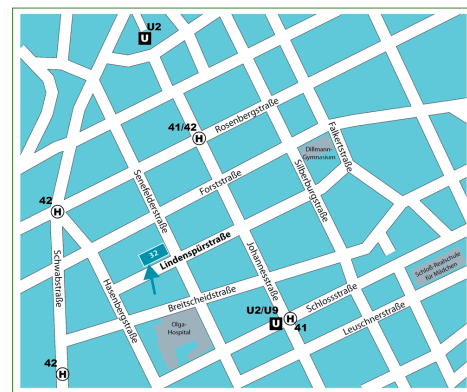 U2
U
41/42
H
Rosenbergstraße
Falkertstraße
Dillmann-
Gymnasium
Senefelderstraße
Forststraße
Silberburgstraße
42
H
32
Lindenspürstraße
Schwabstraße
Hasenbergstraße
Johannesstraße
Breitscheidstraße
Schloß-Realschule
für Mädchen
Schlossstraße
U2/U9
U
H
41
Leuschnerstraße
Olga-
Hospital
42
H